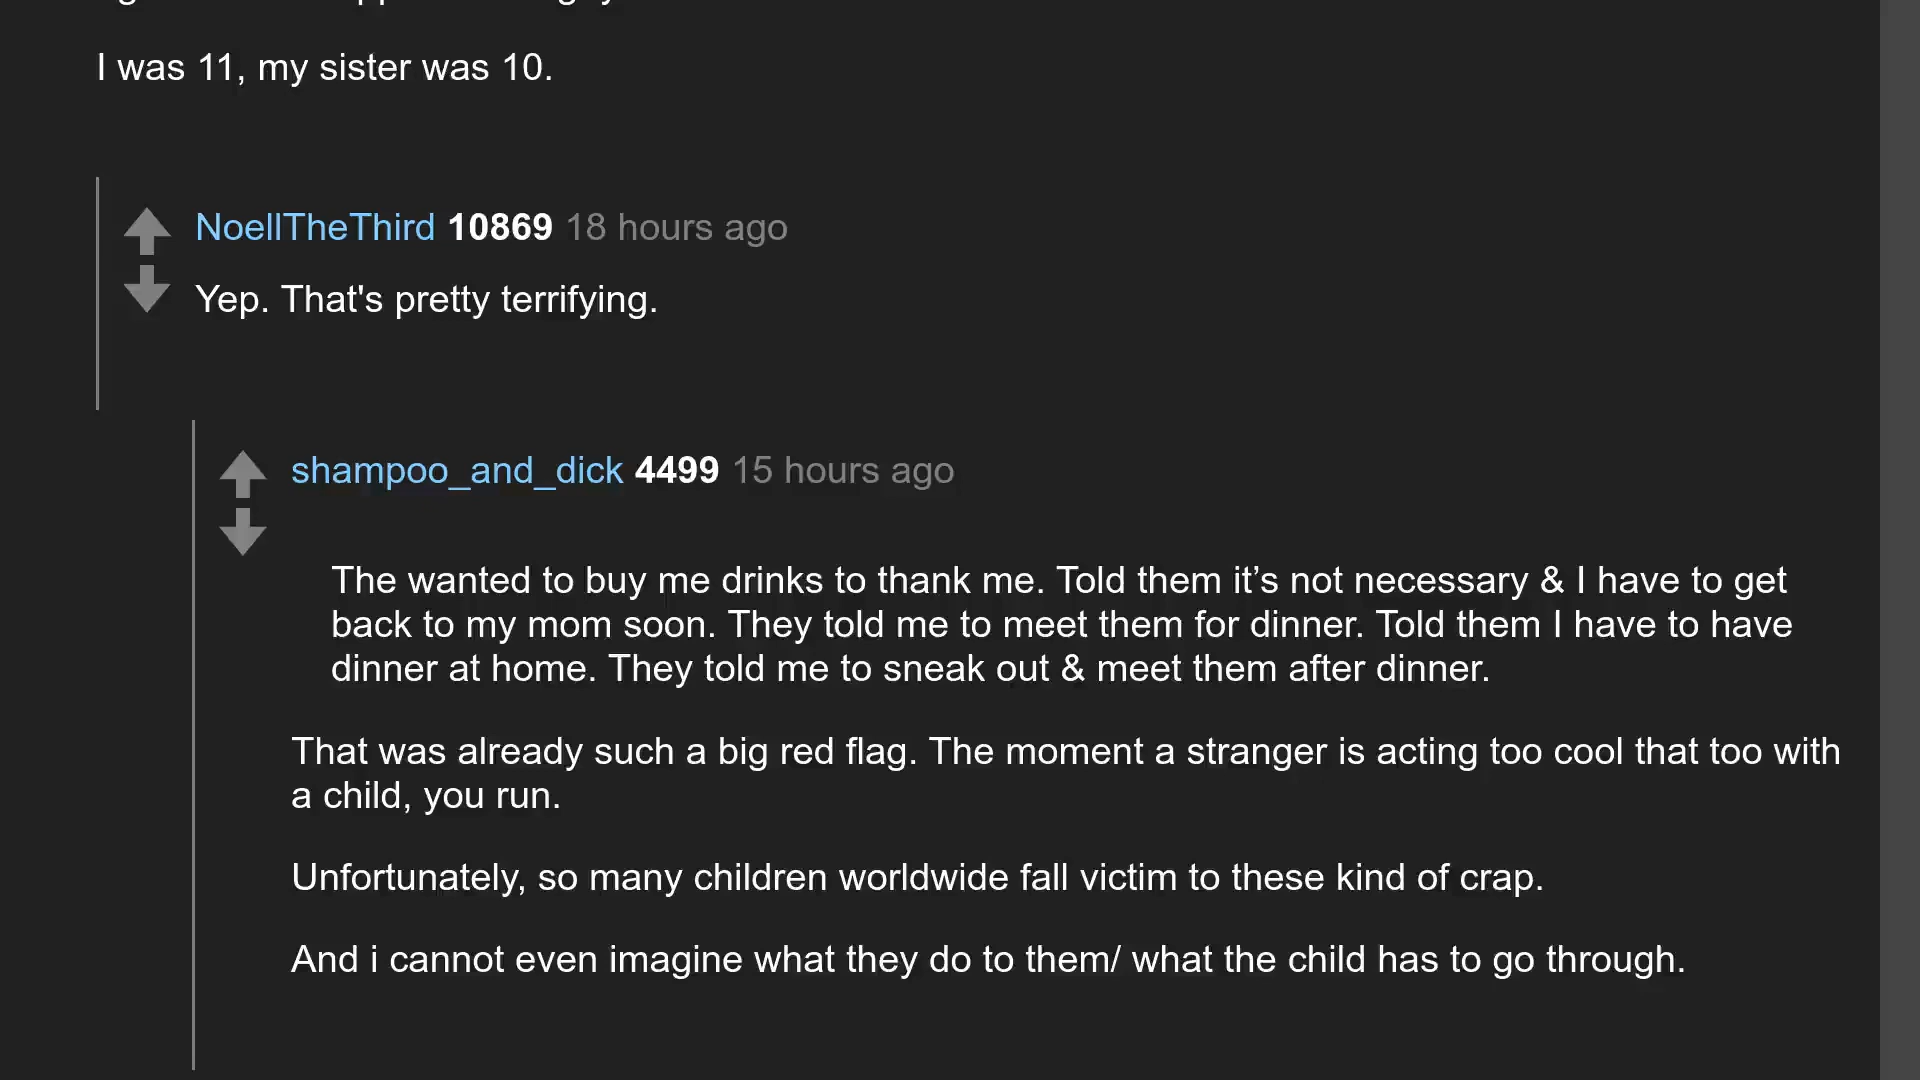 I was 11, my sister was 10.
NoellTheThird 10869 18 hours ago
Yep. That's pretty terrifying.
shampoo_and_dick 4499 15 hours ago
The wanted to buy me drinks to thank me. Told them it’s not necessary & I have to get
back to my mom soon. They told me to meet them for dinner. Told them I have to have
dinner at home. They told me to sneak out & meet them after dinner.
That was already such a big red flag. The moment a stranger is acting too cool that too with
a child, you run.
Unfortunately, so many children worldwide fall victim to these kind of crap.
And i cannot even imagine what they do to them/ what the child has to go through.